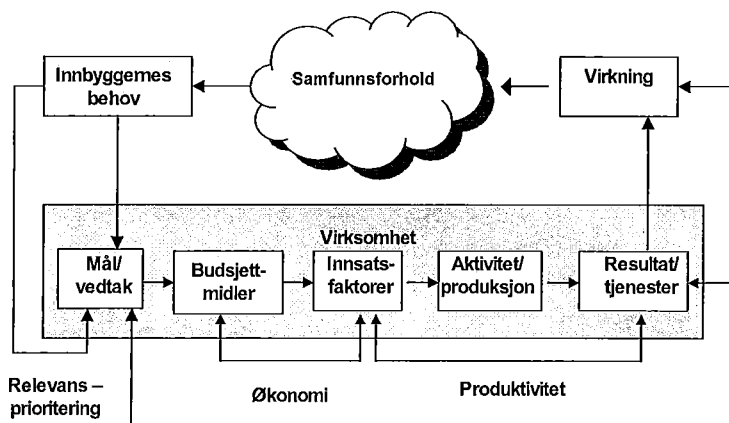 Innbyggernes
behov
Samfunnsforhold
Virkning
Virksomhet
Mål/
vedtak
Budsjett-
midler
Innsats-
faktorer
Aktivitet/
produksjon
Resultat/
tjenester
Relevans –
prioritering
Økonomi
Produktivitet